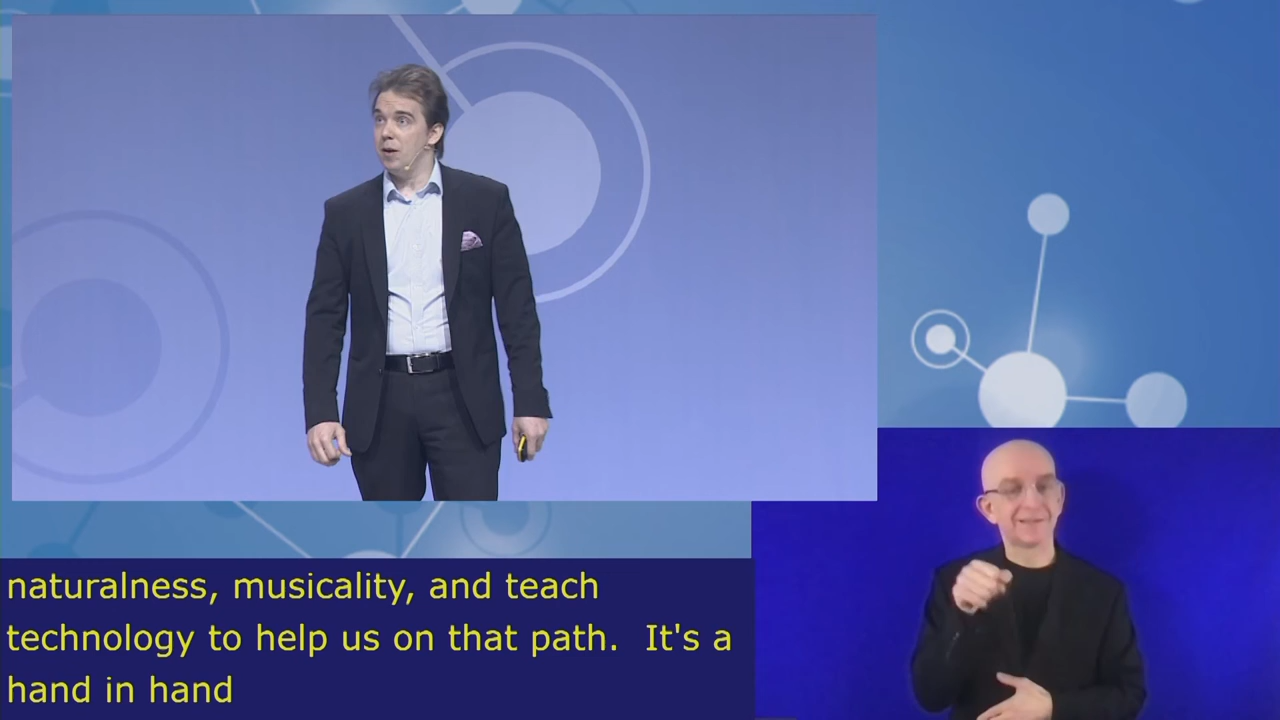 naturalness, musicality, and teach
technology to help us on that path.  It's a
hand in hand